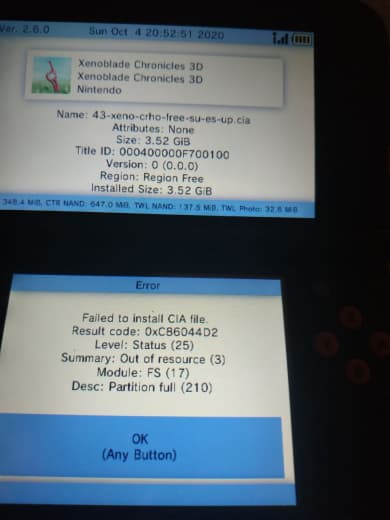 Ver. 2.6.0 Sun Oct 4 20:52:51 2020
Xenoblade Chronicles 3D
Xenoblade Chronicles 3D
Nintendo
Name: 43-xeno-crho-free-su-es-up.cia
Attributes: None
Size: 3.52 GiB
Title ID: 000400000F700100
Version: 0 (0.0.0)
Region: Region Free
Installed Size: 3.52 GiB
348.4 MiB, CTR NAND: 647.0 MiB, TWL NAND: 137.5 MiB, TWL Photo: 32.6 MiB
Error
Failed to install CIA file.
Result code: 0xC86044D2
Level: Status (25)
Summary: Out of resource (3)
Module: FS (17)
Desc: Partition full (210)
OK
(Any Button)